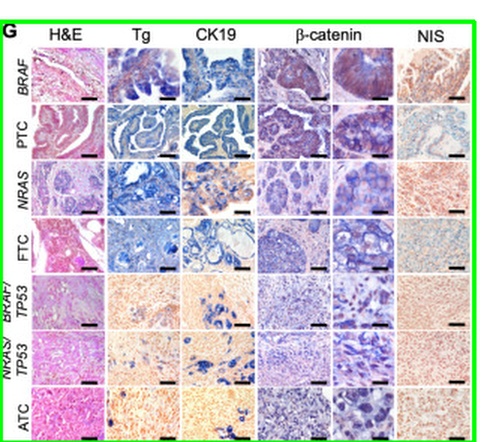 G
H&E Tg CK19 β-catenin NIS
BRAF
PTC
NRAS
FTC
BRAF/
TP53
NRAS/
TP53
ATC